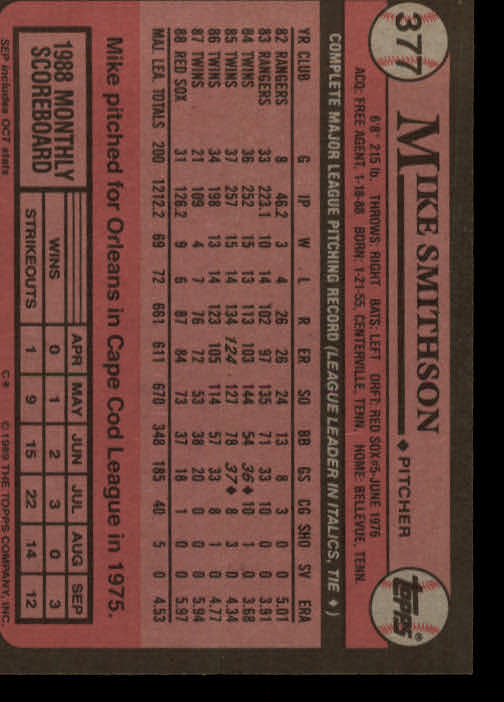 377
MIKE SMITHSON ♦ PITCHER
TOPPS®
6'8" 215 lb. THROWS: RIGHT BATS: LEFT DRFT: RED SOX #5-JUNE 1976
ACQ: FREE AGENT, 1-18-88 BORN: 1-21-55, CENTERVILLE, TENN. HOME: BELLEVUE, TENN.
COMPLETE MAJOR LEAGUE PITCHING RECORD (LEAGUE LEADER IN ITALICS, TIE ♦)
YR CLUB G IP W L R ER SO BB GS CG SHO SV ERA
82 RANGERS 8 46.2 3 4 26 26 24 13 8 3 0 0 5.01
83 RANGERS 33 223.1 10 14 102 97 135 71 33 10 0 0 3.91
84 TWINS 36 252 15 13 113 103 144 54 36♦ 10 1 0 3.68
85 TWINS 37 257 15 14 134 124 127 78 37♦ 8 3 0 4.34
86 TWINS 34 198 13 14 123 105 114 57 33 8 1 0 4.77
87 TWINS 21 109 4 7 76 72 53 38 20 0 0 0 5.94
88 RED SOX 31 126.2 9 6 87 84 73 37 18 1 0 0 5.97
MAJ. LEA. TOTALS 200 1212.2 69 72 661 611 670 348 185 40 5 0 4.53
Mike pitched for Orleans in Cape Cod League in 1975.
1988 MONTHLY
SCOREBOARD
APR MAY JUN JUL AUG SEP
WINS 0 1 2 3 0 3
STRIKEOUTS 1 9 15 22 14 12
SEP includes OCT stats C* ©1989 THE TOPPS COMPANY, INC.